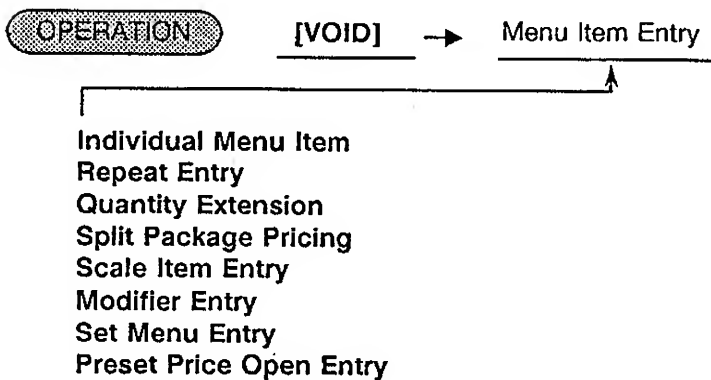 OPERATION [VOID] → Menu Item Entry
Individual Menu Item
Repeat Entry
Quantity Extension
Split Package Pricing
Scale Item Entry
Modifier Entry
Set Menu Entry
Preset Price Open Entry